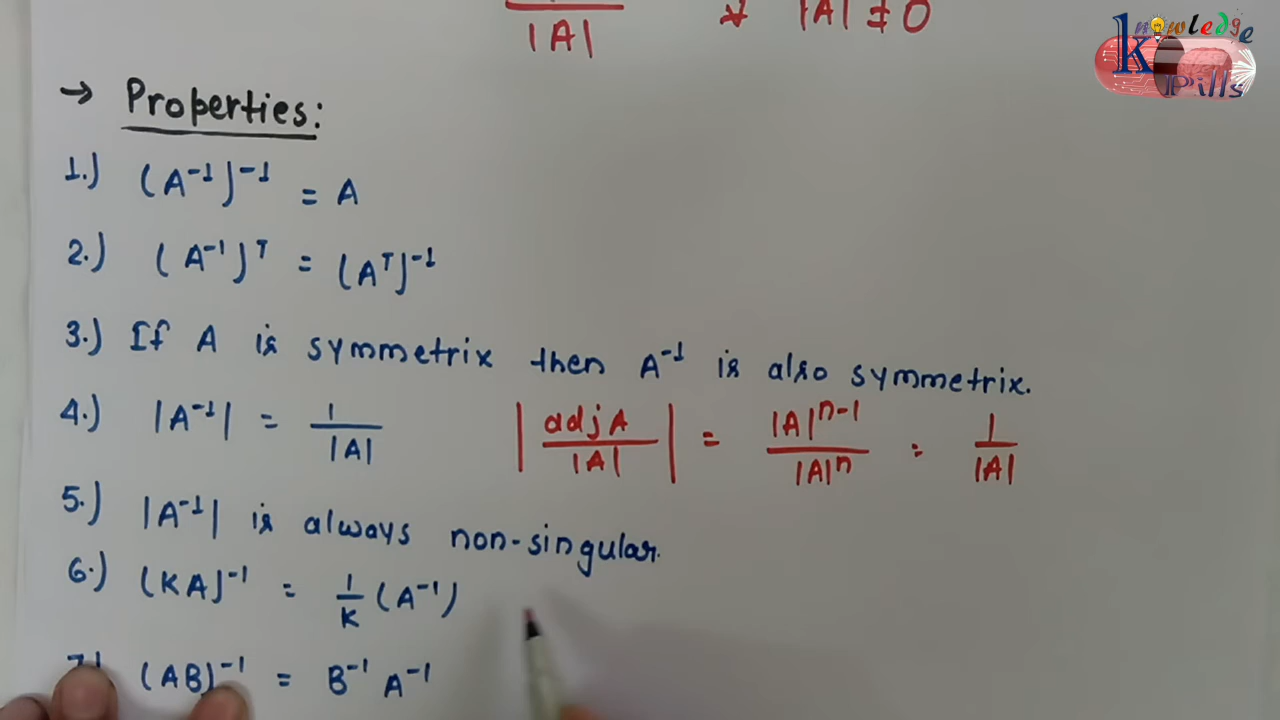 |A| ∵ |A| ≠ 0
knowledge
Pills
→ Properties:
1.) (A⁻¹)⁻¹ = A
2.) (A⁻¹)ᵀ = (Aᵀ)⁻¹
3.) If A is symmetrix then A⁻¹ is also symmetrix.
4.) |A⁻¹| = 1/|A| |adj A/|A|| = |A|ⁿ⁻¹/|A|ⁿ = 1/|A|
5.) |A⁻¹| is always non-singular.
6.) (KA)⁻¹ = 1/K (A⁻¹)
7.) (AB)⁻¹ = B⁻¹ A⁻¹